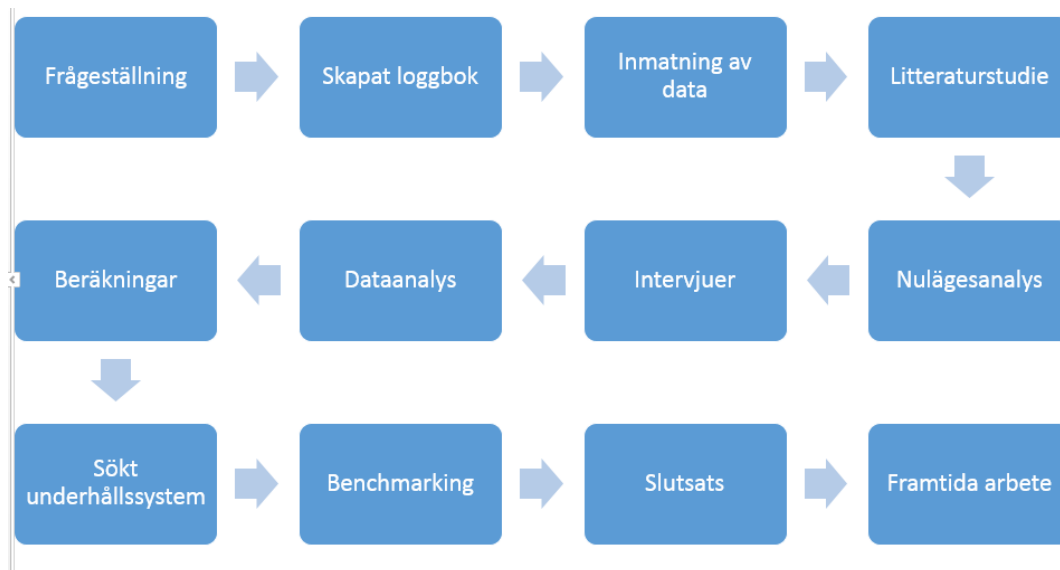 Frågeställning
Skapat loggbok
Inmatning av
data
Litteraturstudie
Nulägesanalys
Intervjuer
Dataanalys
Beräkningar
Sökt
underhållssystem
Benchmarking
Slutsats
Framtida arbete